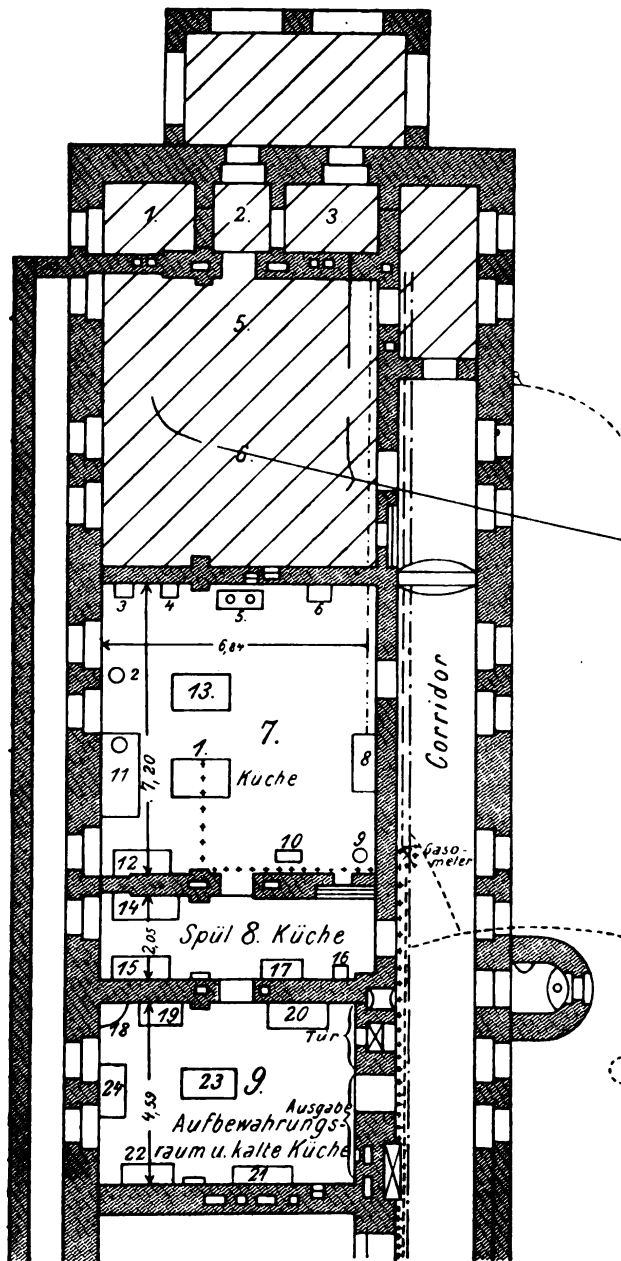 1. 2. 3.
5.
6.
3 4 5. 6
6,84
2 13.
7.
1.
Küche
11 7,20 8
Corridor
10 9
12
Gaso-
meter
14
Spül 8. Küche
2,05
15 17 16
18 19 20
Tür
24 23 9.
4,59
Ausgabe
Aufbewahrungs-
raum u. kalte Küche
22 21